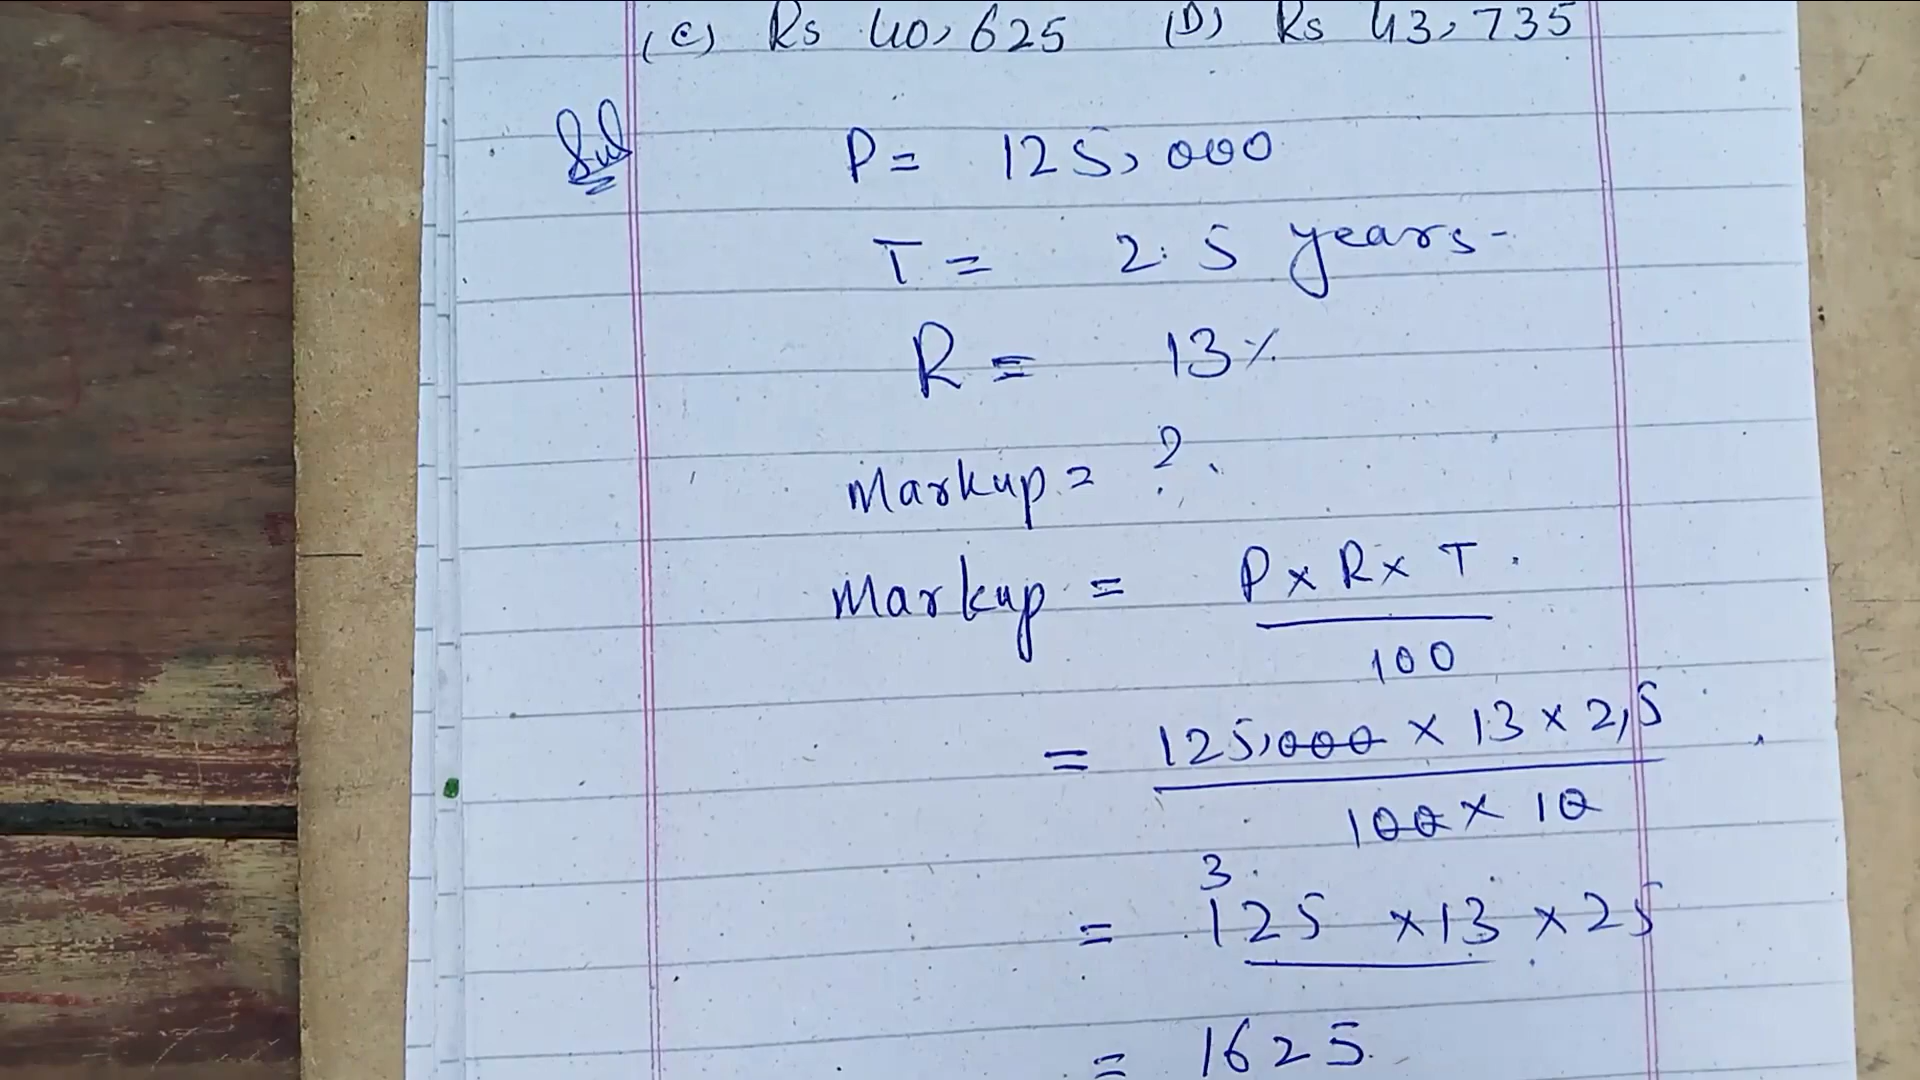 (C) Rs 40,625 (D) Rs 43,735
Sol
P = 125,000
T = 2.5 years-
R = 13%
Markup = ?
Markup = P x R x T
100
= 125,000 x 13 x 2,5
100 x 10
3
= 125 x 13 x 25
= 1625